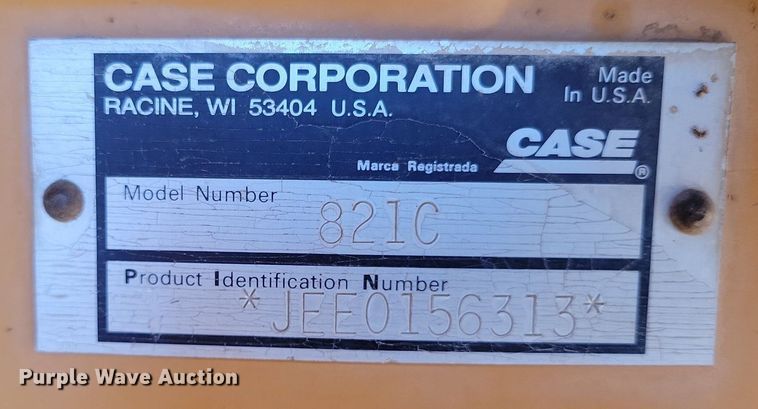 CASE CORPORATION
RACINE, WI 53404 U.S.A.
Made
In U.S.A.
CASE
Marca Registrada
®
Model Number
821C
Product Identification Number
*JEE0156313*
Purple Wave Auction